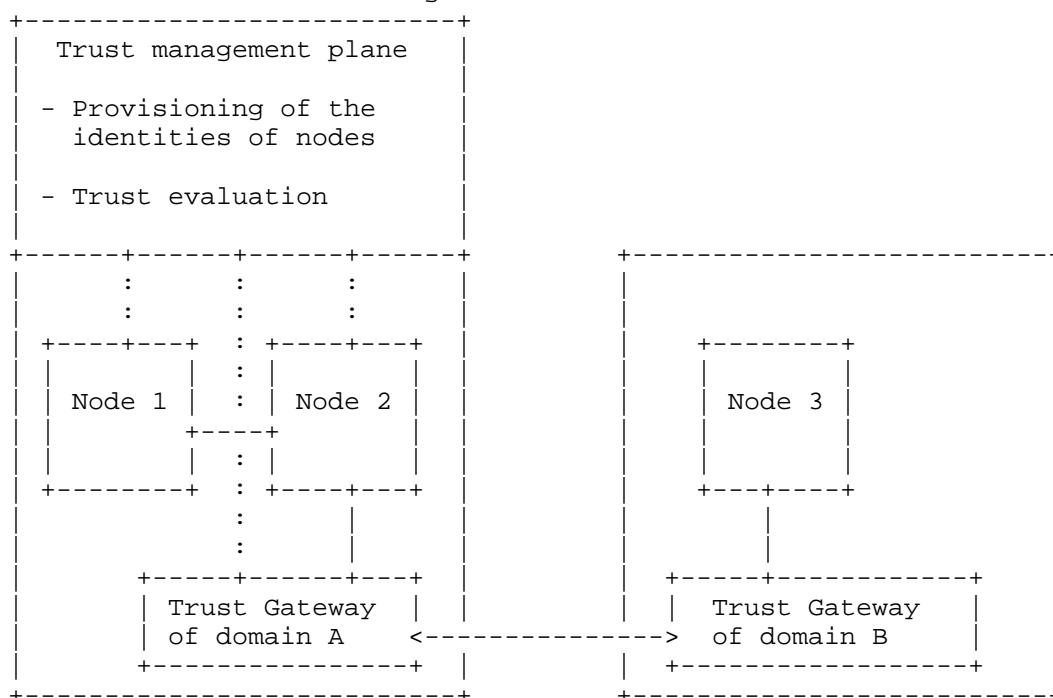 Trust management plane
- Provisioning of the
identities of nodes
- Trust evaluation
Node 1
Node 2
Node 3
Trust Gateway
of domain A
Trust Gateway
of domain B